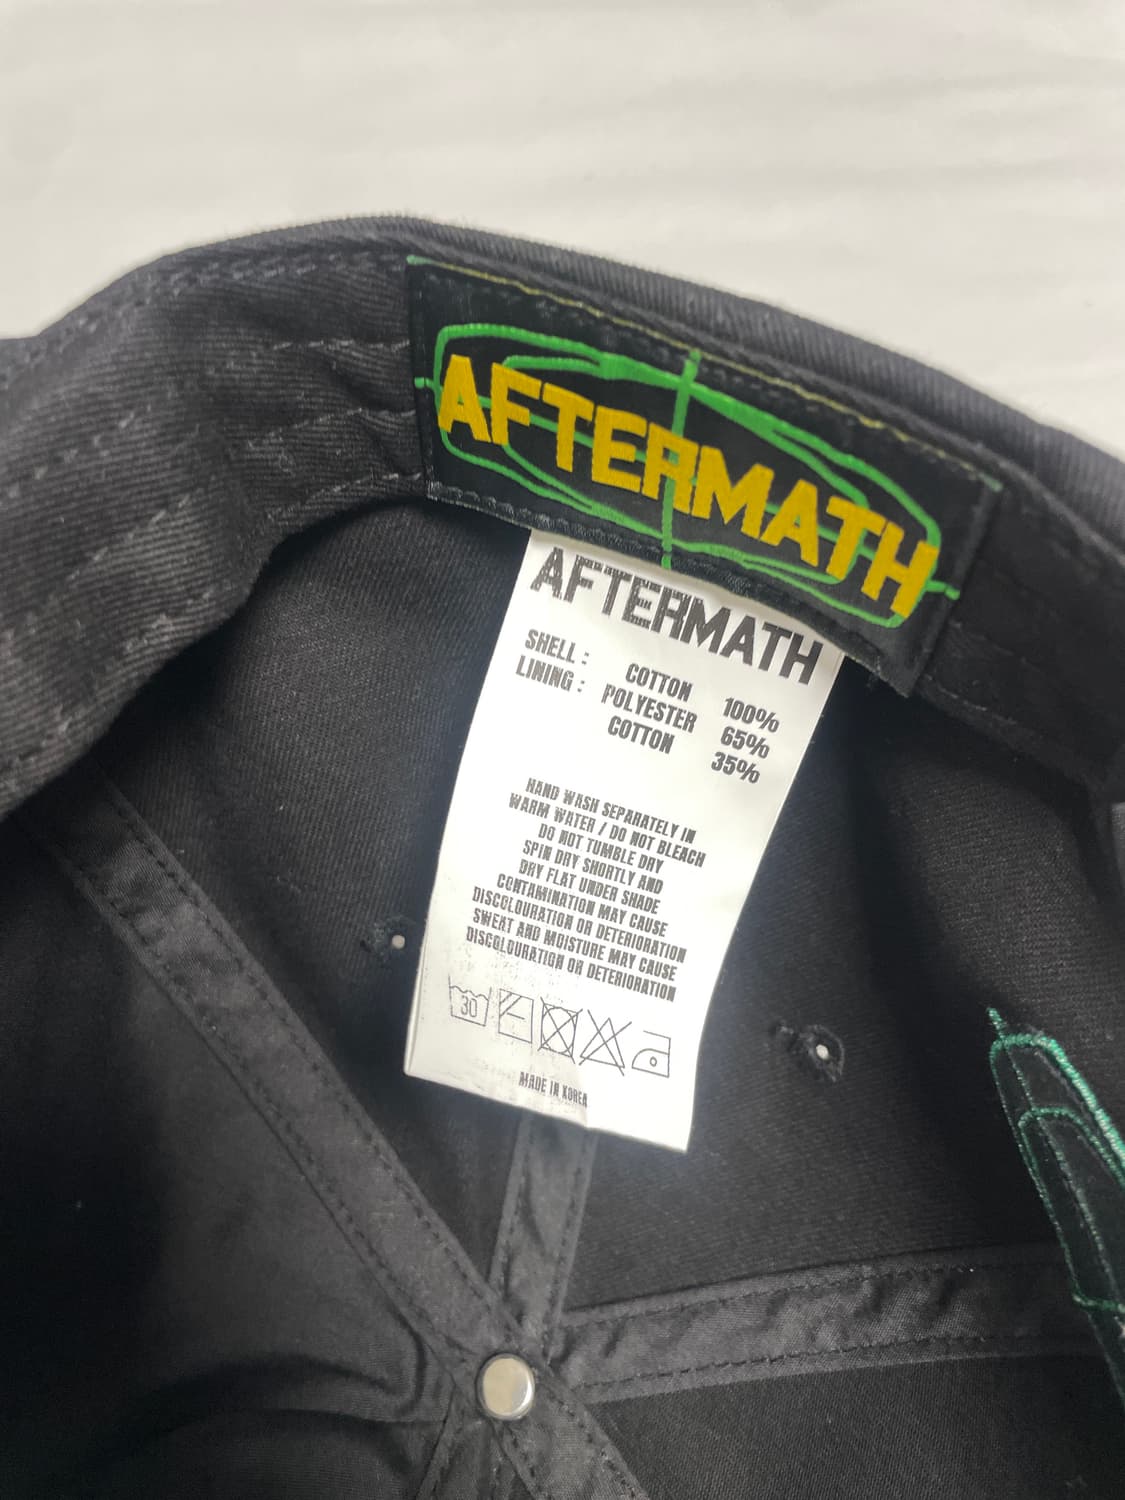 AFTERMATH
AFTERMATH
SHELL : COTTON 100%
LINING : POLYESTER 65%
COTTON 35%
HAND WASH SEPARATELY IN
WARM WATER / DO NOT BLEACH
DO NOT TUMBLE DRY
SPIN DRY SHORTLY AND
DRY FLAT UNDER SHADE
CONTAMINATION MAY CAUSE
DISCOLOURATION OR DETERIORATION
SWEAT AND MOISTURE MAY CAUSE
DISCOLOURATION OR DETERIORATION
30
MADE IN KOREA